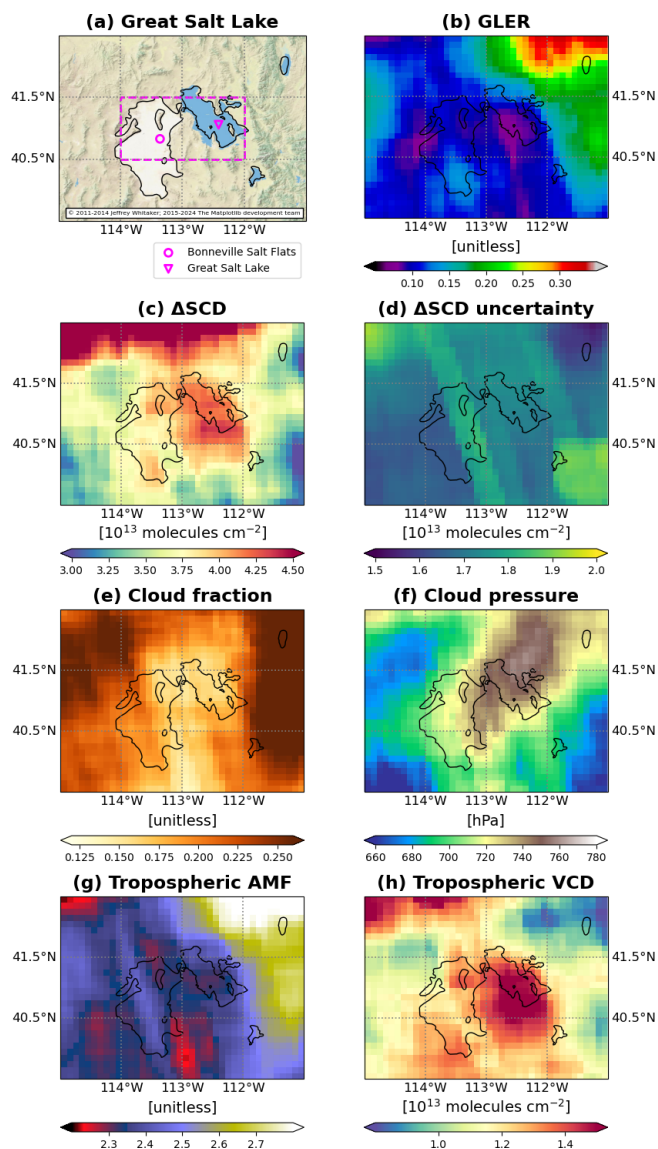 (a) Great Salt Lake
(b) GLER
41.5°N
40.5°N
41.5°N
40.5°N
© 2011-2014 Jeffrey Whitaker; 2015-2024 The Matplotlib development team
114°W 113°W 112°W
114°W 113°W 112°W
Bonneville Salt Flats
Great Salt Lake
[unitless]
0.10 0.15 0.20 0.25 0.30
(c) ΔSCD
(d) ΔSCD uncertainty
41.5°N
40.5°N
41.5°N
40.5°N
114°W 113°W 112°W
114°W 113°W 112°W
[10¹³ molecules cm⁻²]
[10¹³ molecules cm⁻²]
3.00 3.25 3.50 3.75 4.00 4.25 4.50
1.5 1.6 1.7 1.8 1.9 2.0
(e) Cloud fraction
(f) Cloud pressure
41.5°N
40.5°N
41.5°N
40.5°N
114°W 113°W 112°W
114°W 113°W 112°W
[unitless]
[hPa]
0.125 0.150 0.175 0.200 0.225 0.250
660 680 700 720 740 760 780
(g) Tropospheric AMF
(h) Tropospheric VCD
41.5°N
40.5°N
41.5°N
40.5°N
114°W 113°W 112°W
114°W 113°W 112°W
[unitless]
[10¹³ molecules cm⁻²]
2.3 2.4 2.5 2.6 2.7
1.0 1.2 1.4